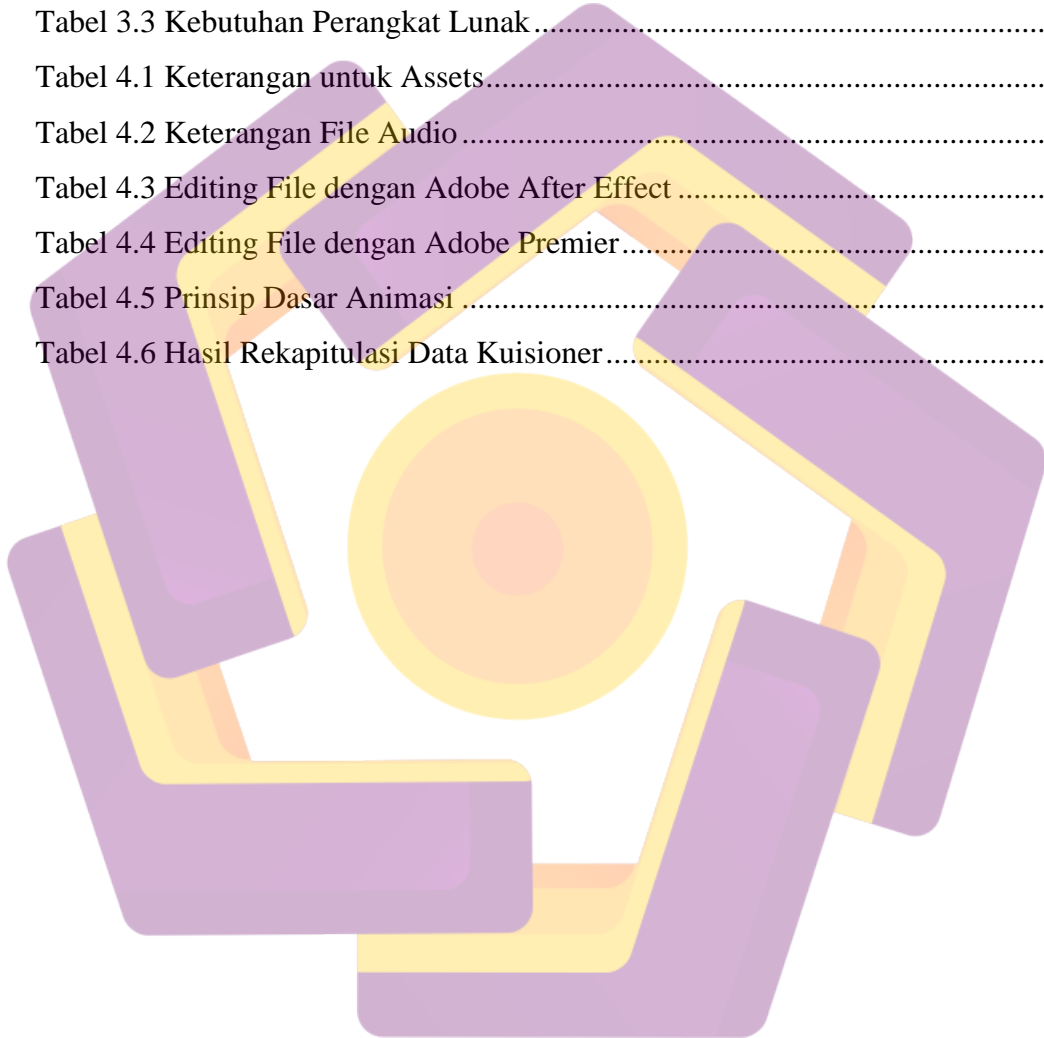 Tabel 3.3 Kebutuhan Perangkat Lunak................................................................
Tabel 4.1 Keterangan untuk Assets......................................................................
Tabel 4.2 Keterangan File Audio.........................................................................
Tabel 4.3 Editing File dengan Adobe After Effect..............................................
Tabel 4.4 Editing File dengan Adobe Premier.....................................................
Tabel 4.5 Prinsip Dasar Animasi.........................................................................
Tabel 4.6 Hasil Rekapitulasi Data Kuisioner.......................................................